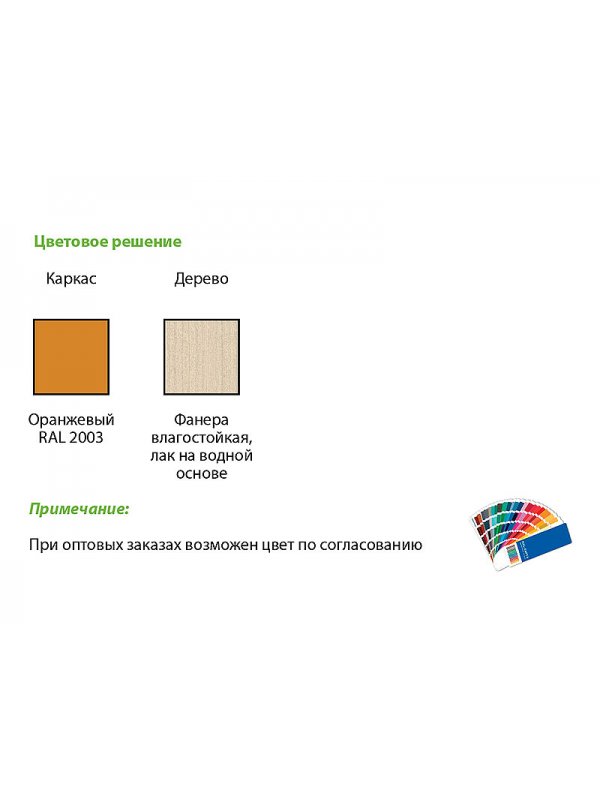 Цветовое решение
Каркас Дерево
Оранжевый
RAL 2003
Фанера
влагостойкая,
лак на водной
основе
Примечание:
При оптовых заказах возможен цвет по согласованию